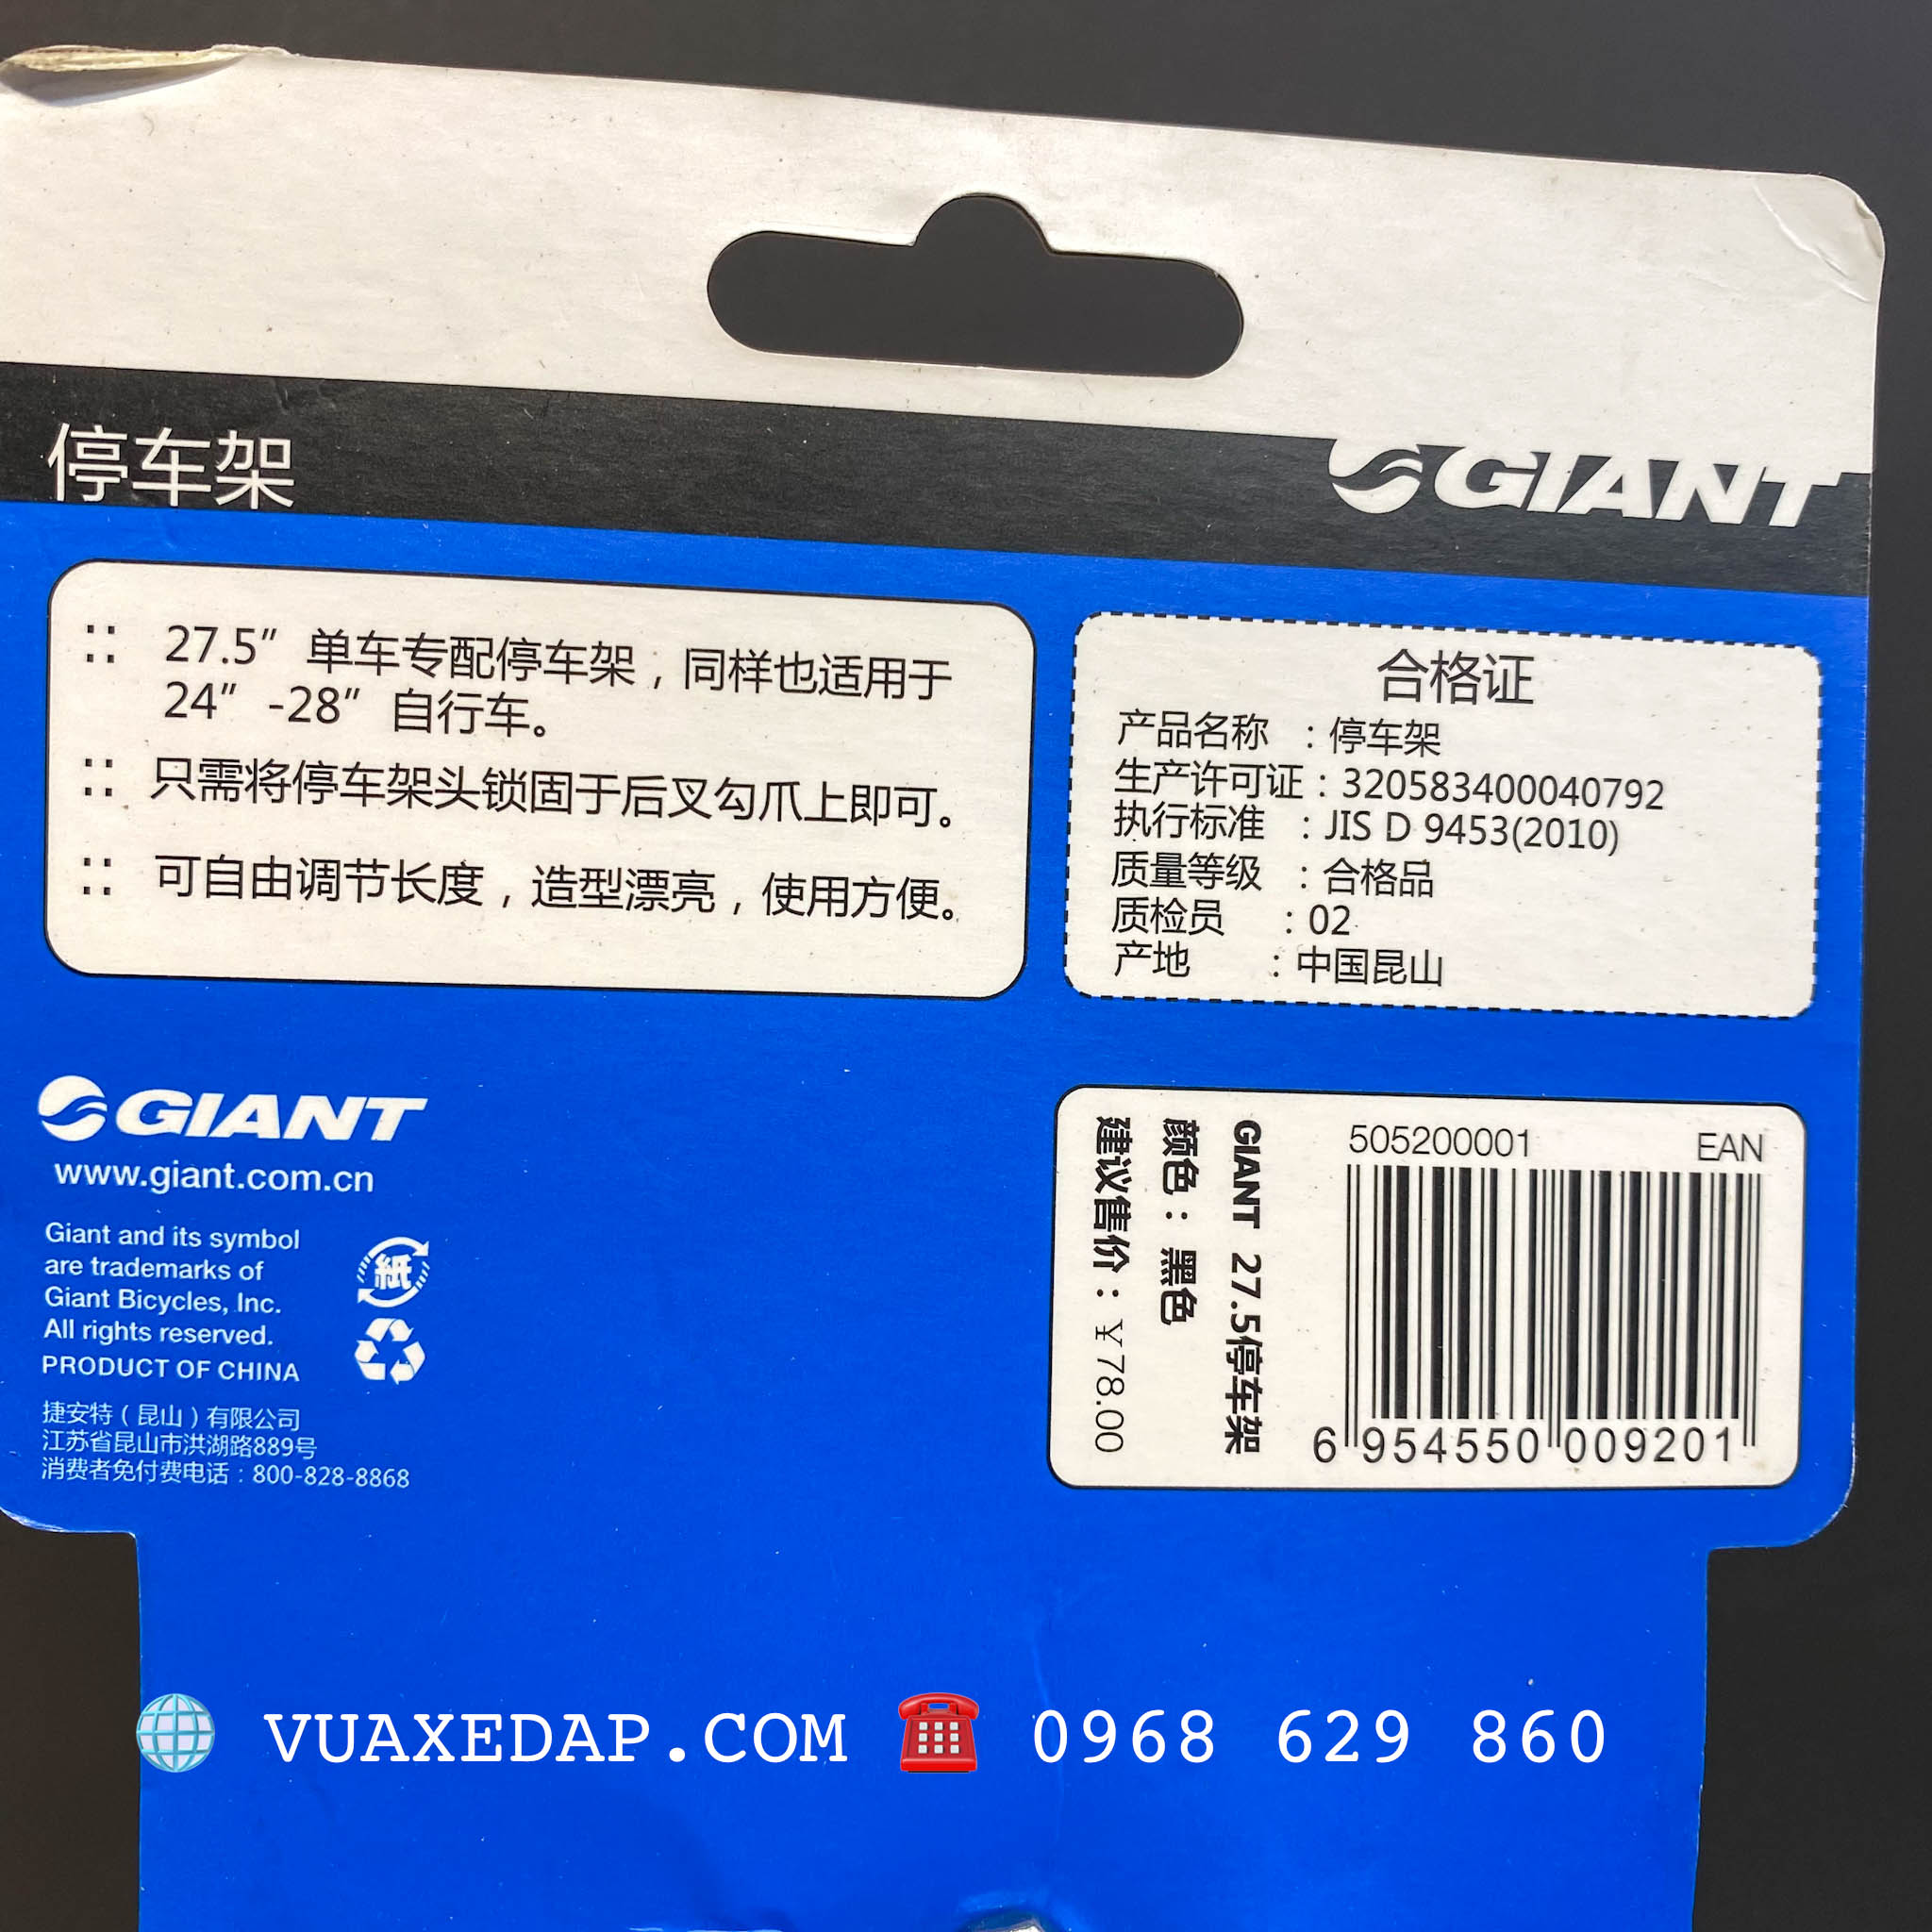 停车架
GIANT
27.5” 单车专配停车架，同样也适用于
24” -28” 自行车。
只需将停车架头锁固于后叉勾爪上即可。
可自由调节长度，造型漂亮，使用方便。
合格证
产品名称 ：停车架
生产许可证：320583400040792
执行标准 ：JIS D 9453(2010)
质量等级 ：合格品
质检员 ：02
产地 ：中国昆山
GIANT
www.giant.com.cn
Giant and its symbol
are trademarks of
Giant Bicycles, Inc.
All rights reserved.
PRODUCT OF CHINA
紙
捷安特（昆山）有限公司
江苏省昆山市洪湖路889号
消费者免付费电话：800-828-8868
505200001 EAN
6 954550 009201
GIANT 27.5停车架
颜色：黑色
建议售价：￥78.00
VUAXEDAP.COM 0968 629 860